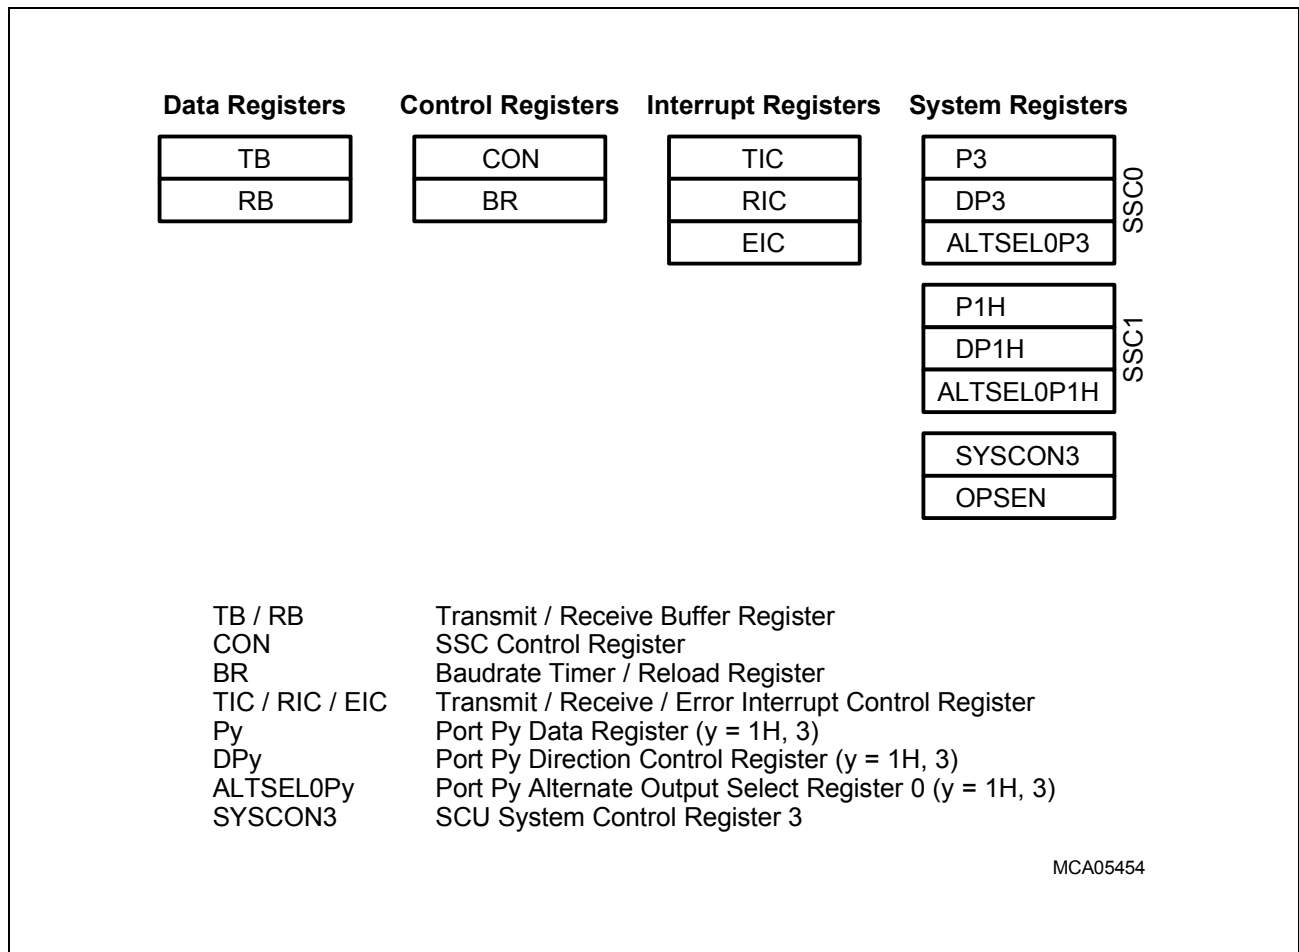 Data Registers Control Registers Interrupt Registers System Registers
TB CON TIC P3
RB BR RIC DP3
EIC ALTSEL0P3
SSC0
P1H
DP1H
ALTSEL0P1H
SSC1
SYSCON3
OPSEN
TB / RB Transmit / Receive Buffer Register
CON SSC Control Register
BR Baudrate Timer / Reload Register
TIC / RIC / EIC Transmit / Receive / Error Interrupt Control Register
Py Port Py Data Register (y = 1H, 3)
DPy Port Py Direction Control Register (y = 1H, 3)
ALTSEL0Py Port Py Alternate Output Select Register 0 (y = 1H, 3)
SYSCON3 SCU System Control Register 3
MCA05454